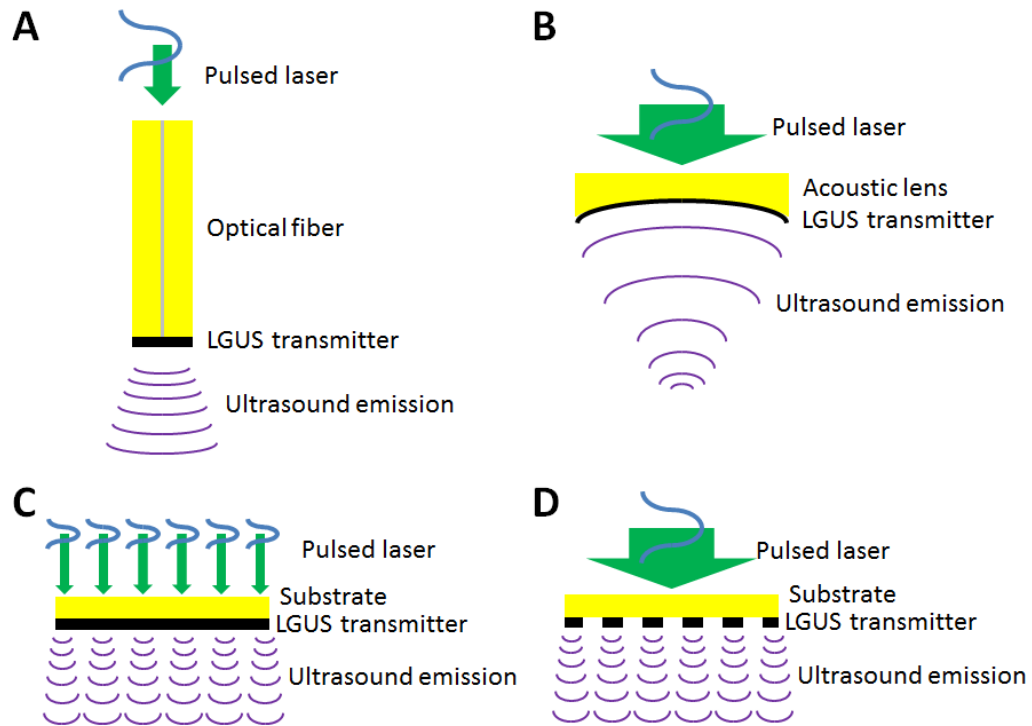 A
Pulsed laser
Optical fiber
LGUS transmitter
Ultrasound emission
B
Pulsed laser
Acoustic lens
LGUS transmitter
Ultrasound emission
C
Pulsed laser
Substrate
LGUS transmitter
Ultrasound emission
D
Pulsed laser
Substrate
LGUS transmitter
Ultrasound emission